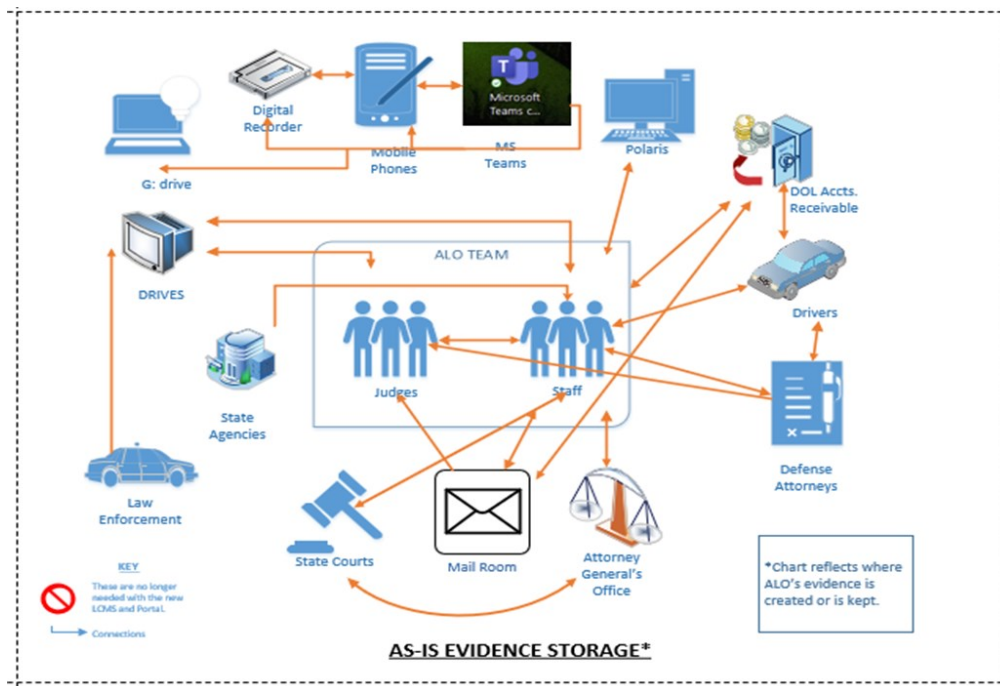 Digital
Recorder
Microsoft
Teams c...
Mobile
Phones
MS
Teams
Polaris
G: drive
DOL Accts.
Receivable
DRIVES
ALO TEAM
Drivers
Judges
Staff
State
Agencies
Defense
Attorneys
Law
Enforcement
State Courts
Mail Room
Attorney
General's
Office
KEY
These are no longer
needed with the new
LCMS and Portal.
Connections
*Chart reflects where
ALO's evidence is
created or is kept.
AS-IS EVIDENCE STORAGE*